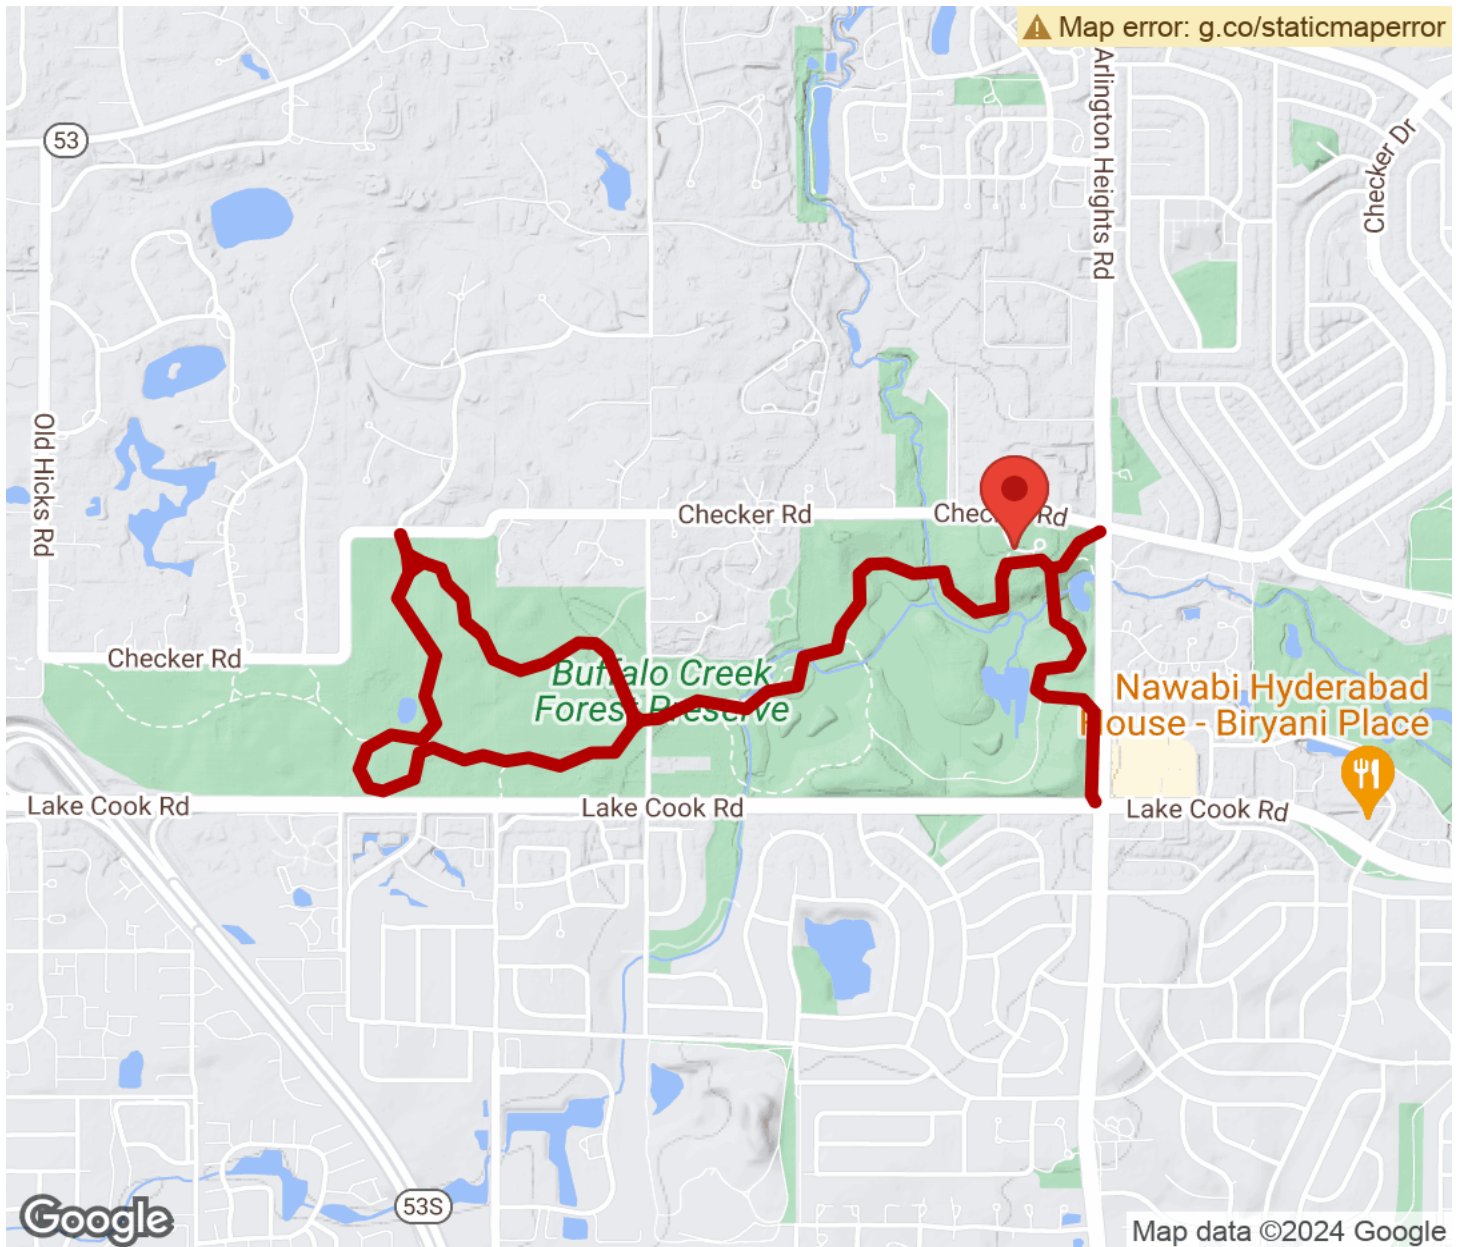 Map error: g.co/staticmaperror
Arlington Heights Rd
Checker Dr
53
Old Hicks Rd
Checker Rd
Checker Rd
Checker Rd
Buffalo Creek
Forest Preserve
Nawabi Hyderabad
House - Biryani Place
Lake Cook Rd
Lake Cook Rd
Lake Cook Rd
53S
Google
Map data ©2024 Google